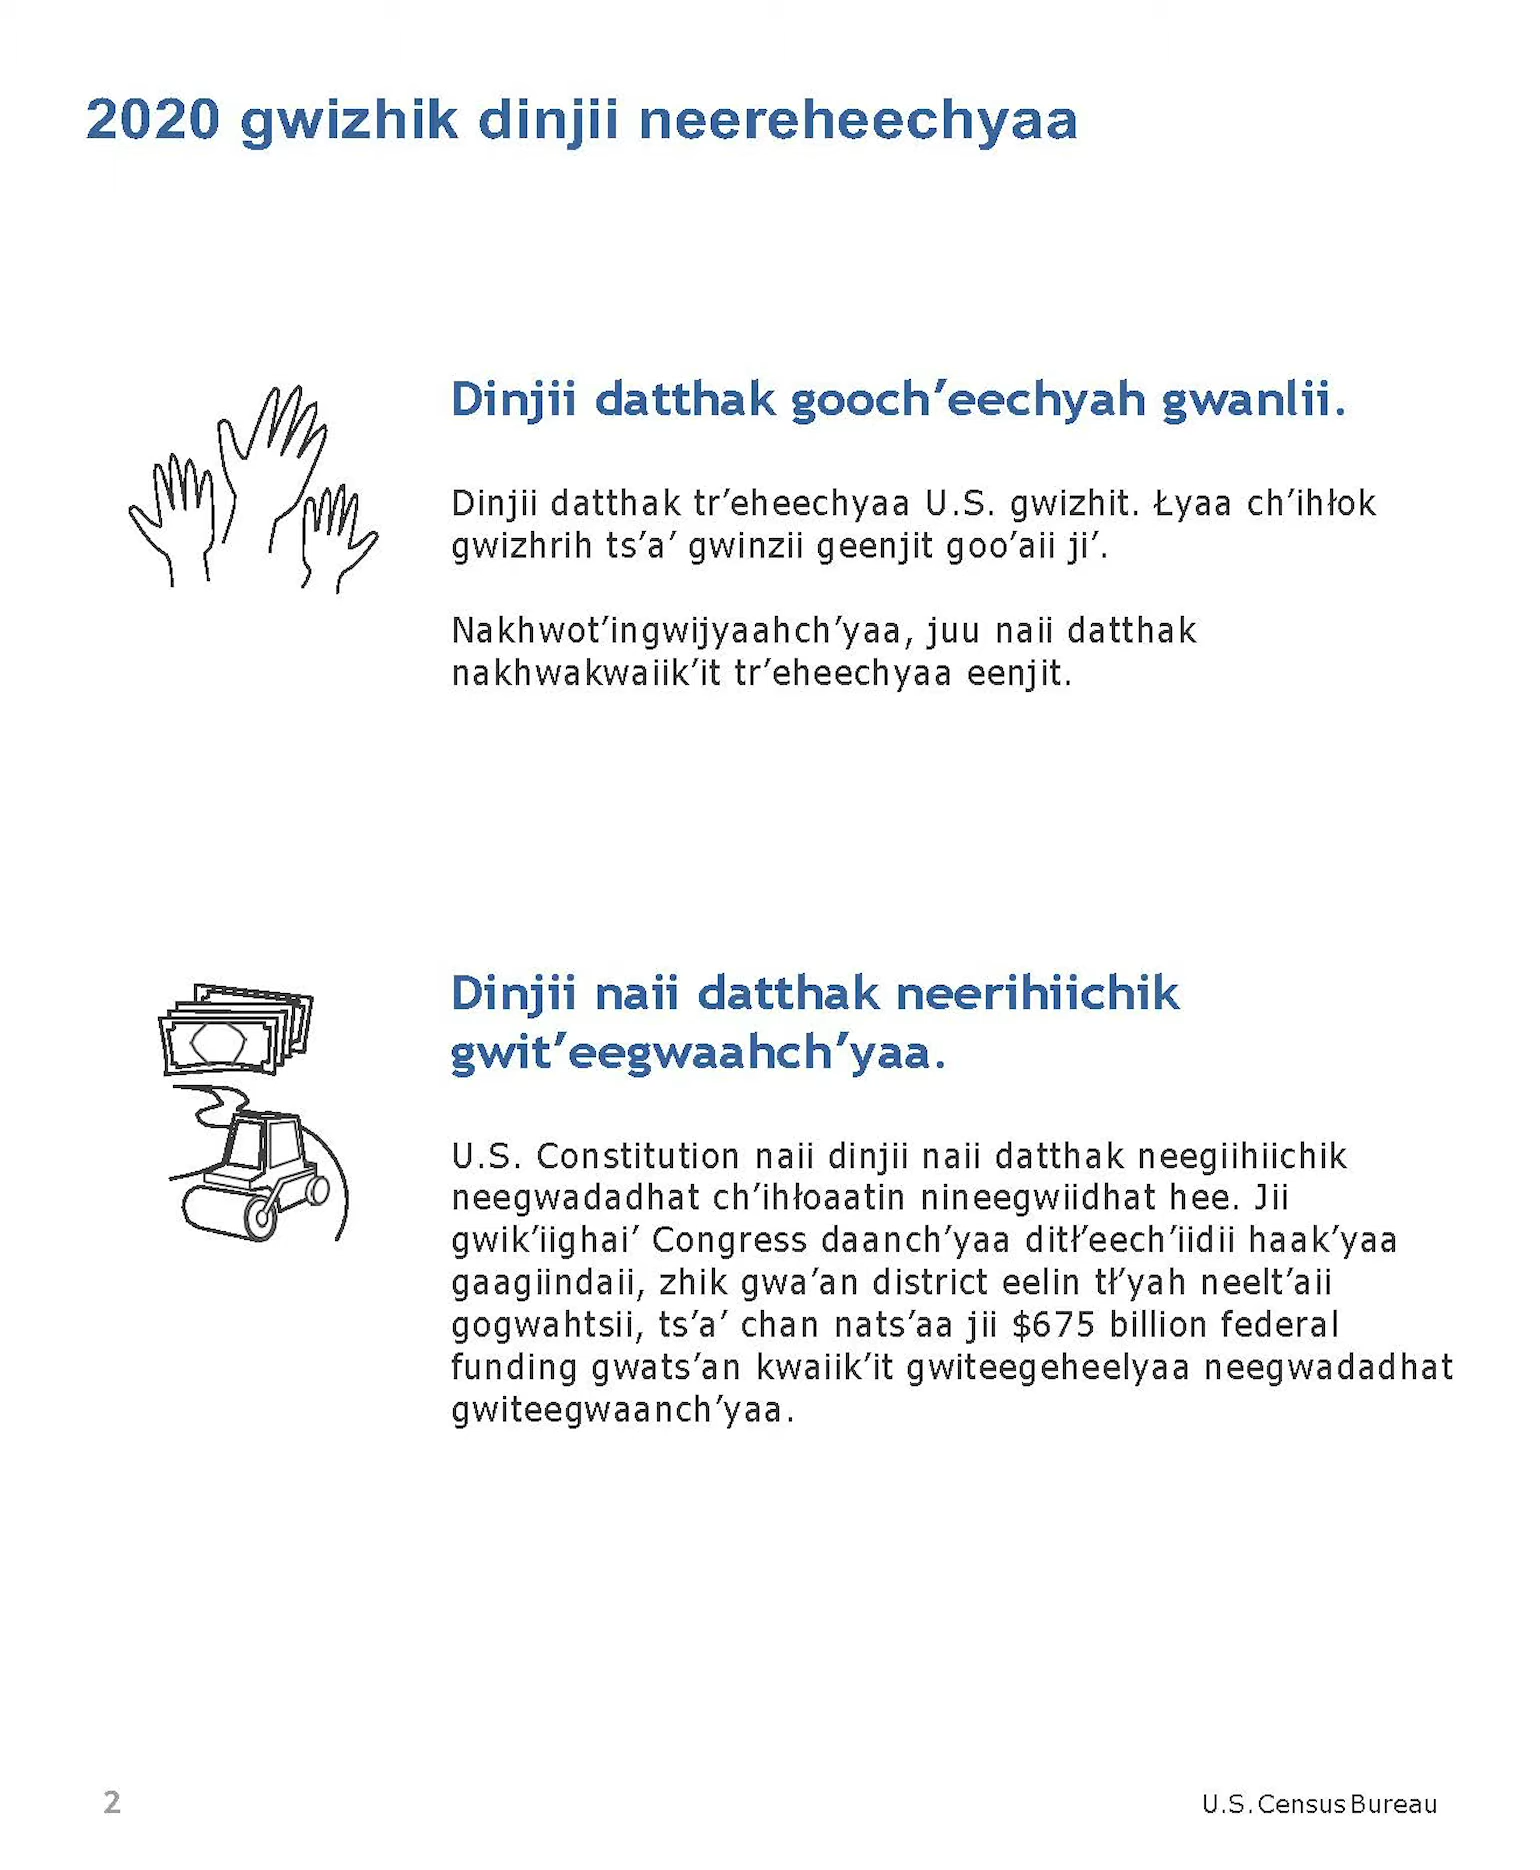 2020 gwizhik dinjii neereheechyaa
Dinjii datthak gooch’eechyah gwanlii.
Dinjii datthak tr’eheechyaa U.S. gwizhit. Łyaa ch’ihłok
gwizhrih ts’a’ gwinzii geenjit goo’aii ji’.
Nakhwot’ingwijyaahch’yaa, juu naii datthak
nakhwakwaiik’it tr’eheechyaa eenjit.
Dinjii naii datthak neerihiichik
gwit’eegwaahch’yaa.
U.S. Constitution naii dinjii naii datthak neegiihiichik
neegwadadhat ch’ihłoaatin nineegwiidhat hee. Jii
gwik’iighai’ Congress daanch’yaa ditł’eech’iidii haak’yaa
gaagiindaii, zhik gwa’an district eelin tł’yah neelt’aii
gogwahtsii, ts’a’ chan nats’aa jii $675 billion federal
funding gwats’an kwaiik’it gwiteegeheelyaa neegwadadhat
gwiteegwaanch’yaa.
2
U.S. Census Bureau